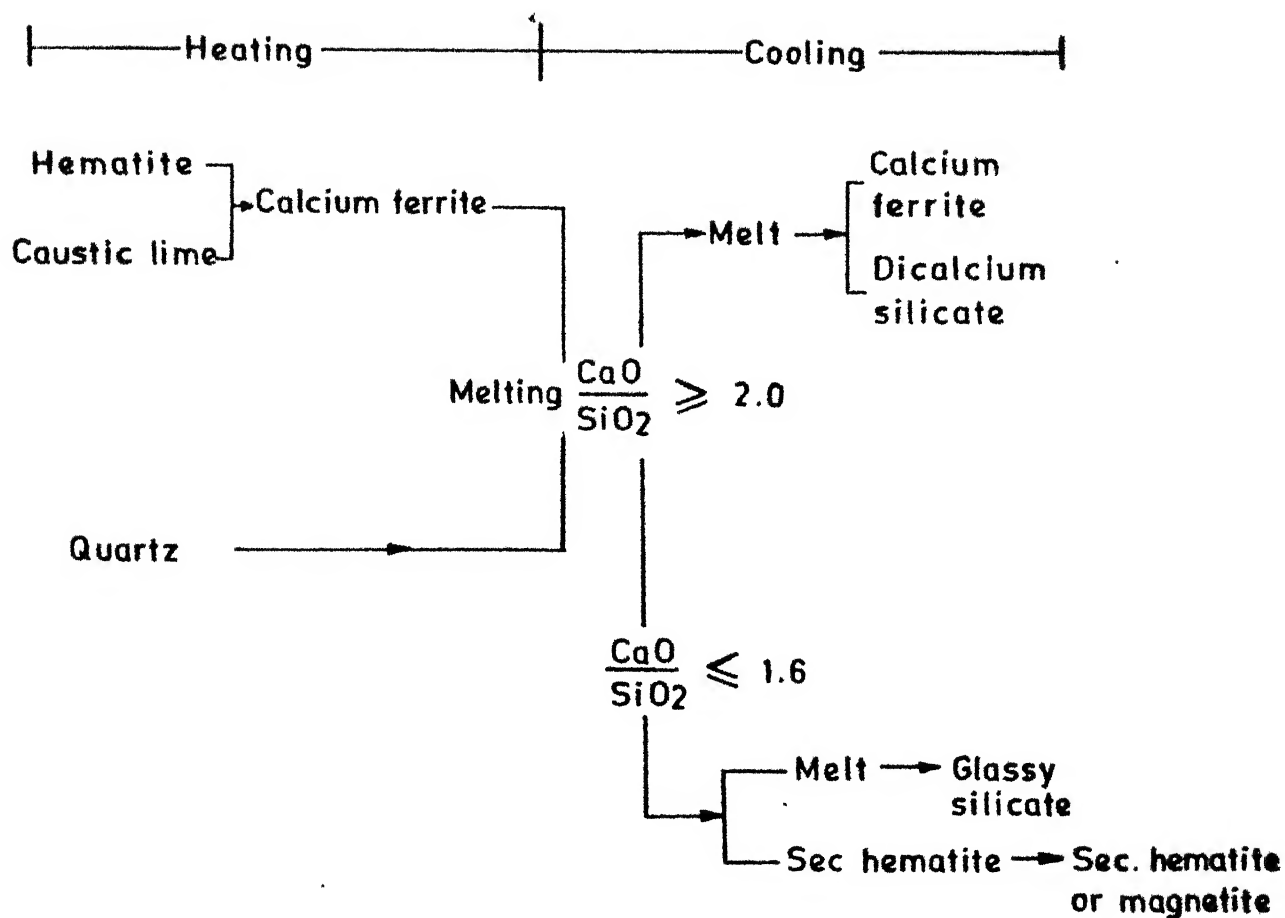 Heating Cooling
Hematite
Calcium ferrite
Caustic lime
Melt
Calcium
ferrite
Dicalcium
silicate
Melting CaO/SiO2 ⩾ 2.0
Quartz
CaO/SiO2 ⩽ 1.6
Melt
Glassy
silicate
Sec hematite
Sec. hematite
or magnetite